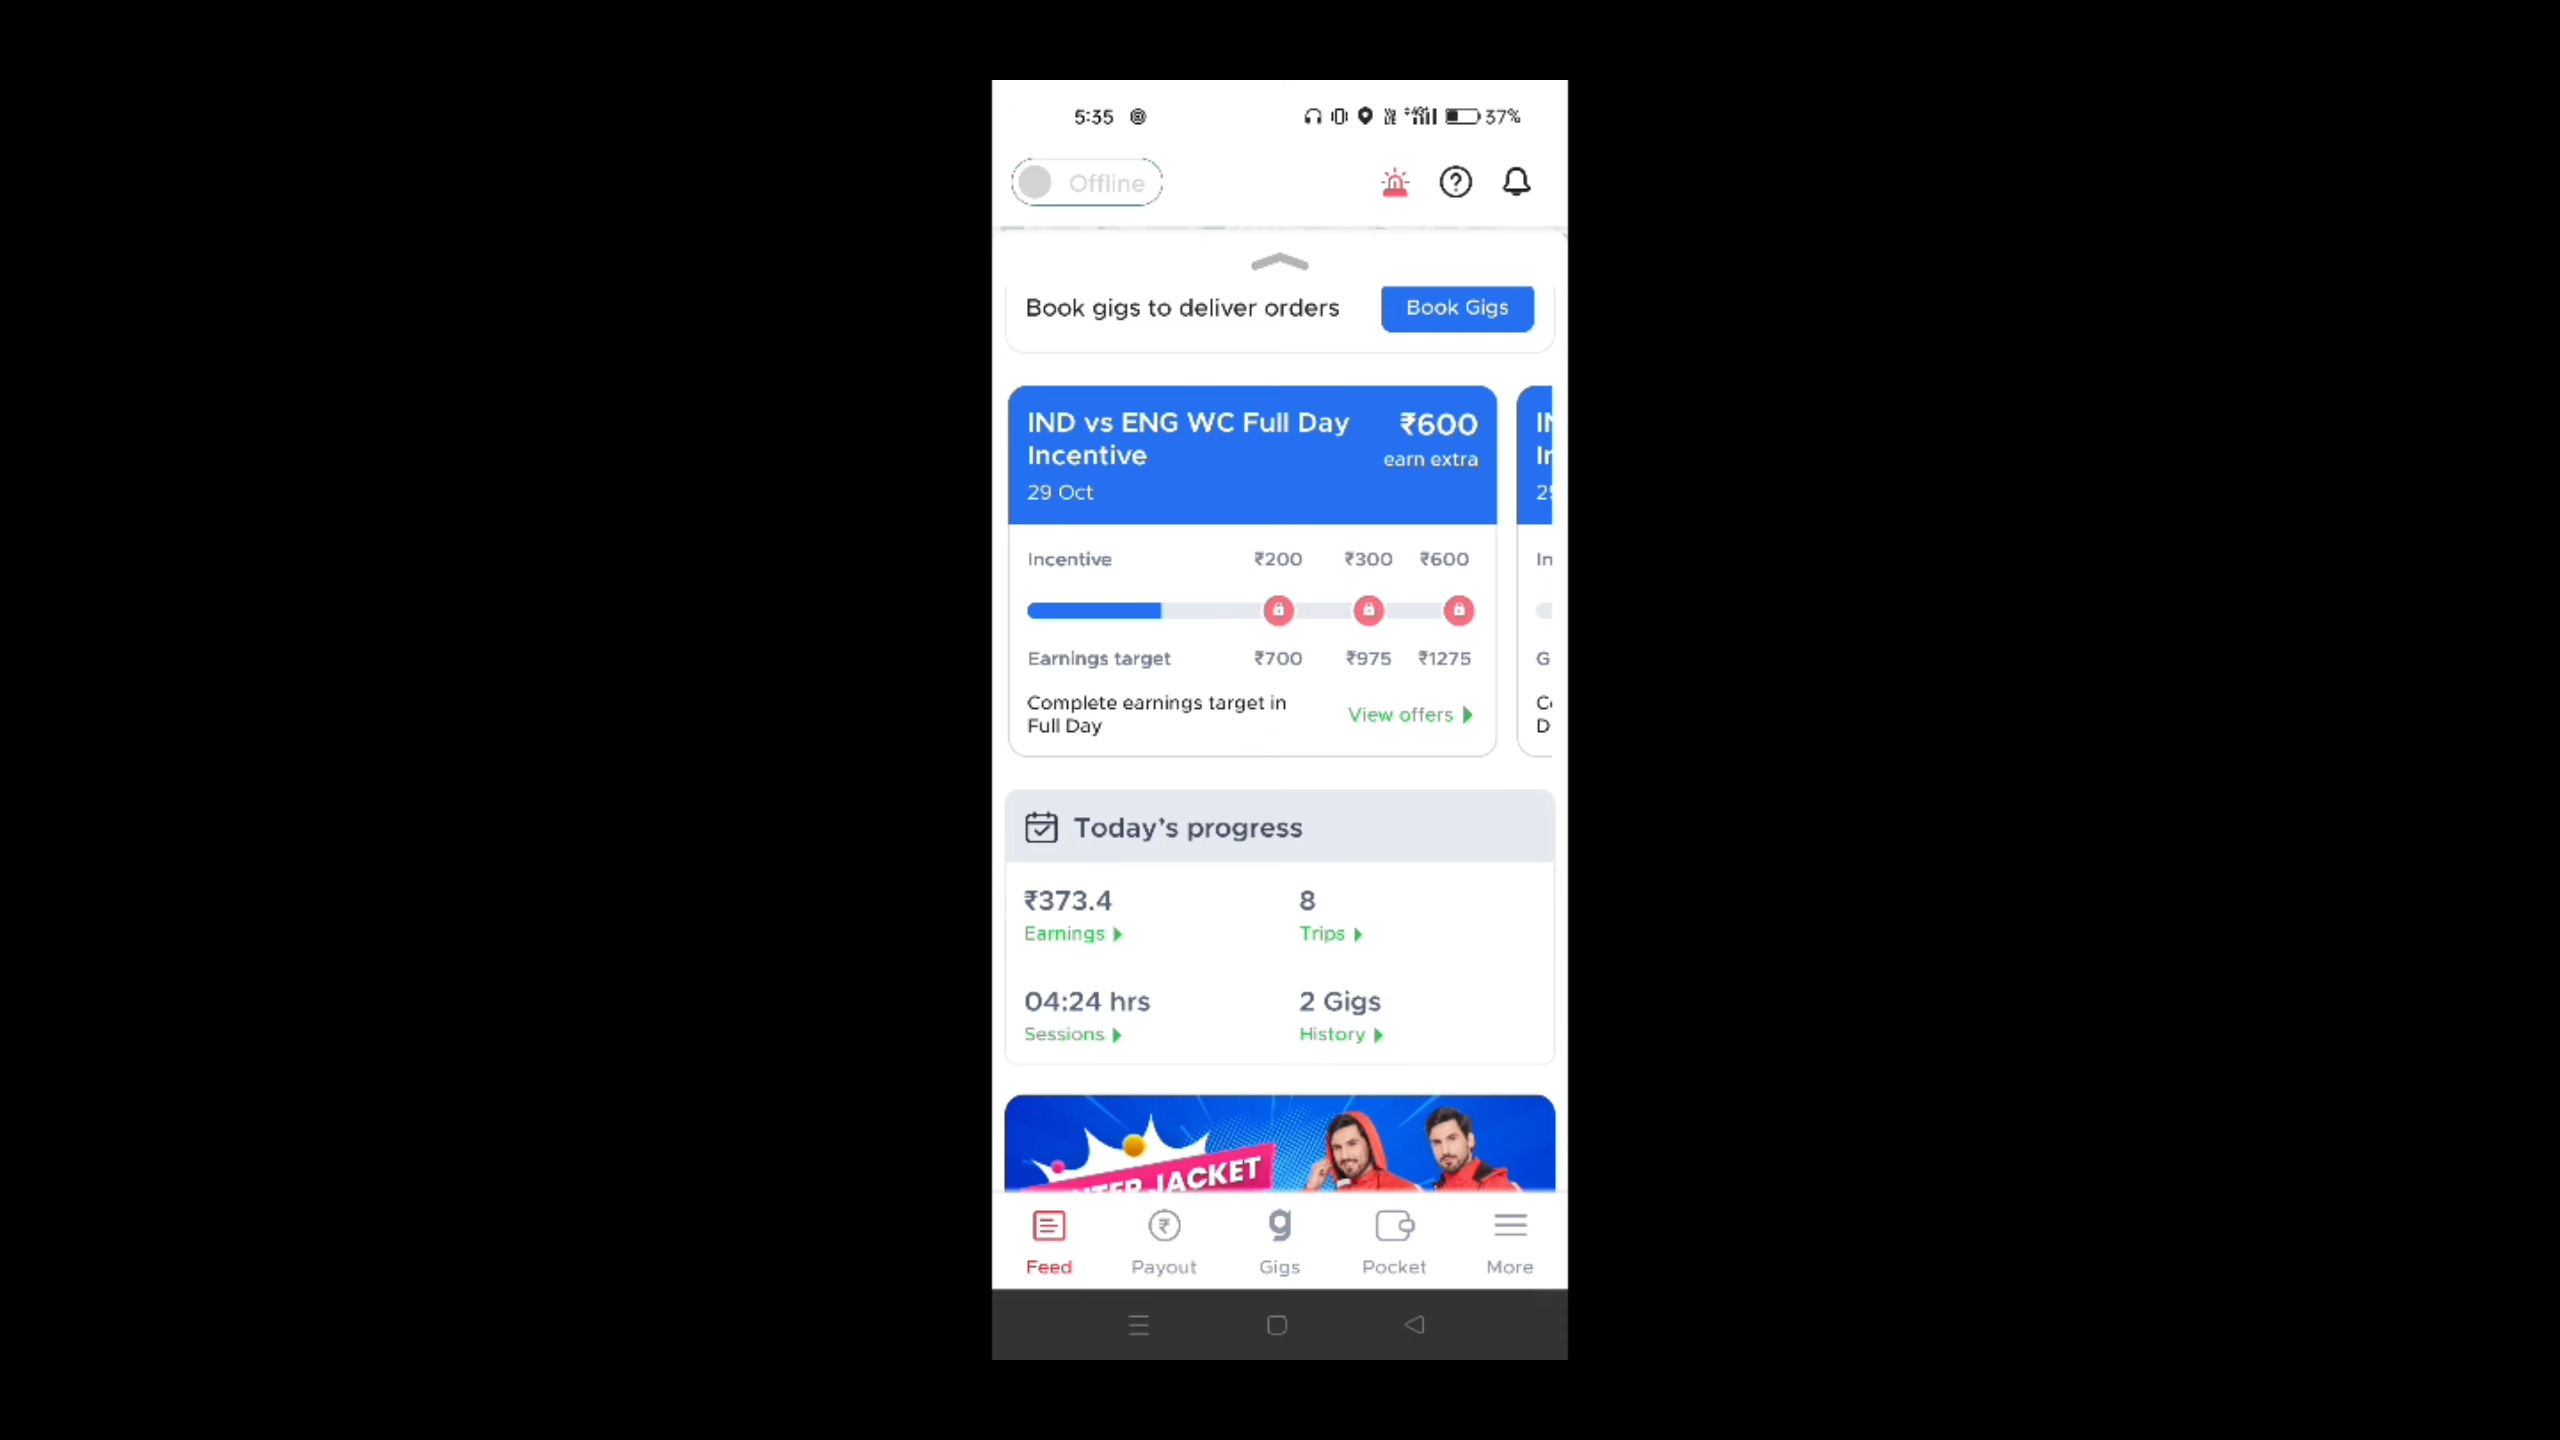 5:35
37%
Offline
Book gigs to deliver orders
Book Gigs
IND vs ENG WC Full Day
Incentive
29 Oct
₹600
earn extra
Incentive ₹200 ₹300 ₹600
Earnings target ₹700 ₹975 ₹1275
Complete earnings target in
Full Day
View offers
Today's progress
₹373.4
Earnings
8
Trips
04:24 hrs
Sessions
2 Gigs
History
JACKET
Feed
Payout
Gigs
Pocket
More